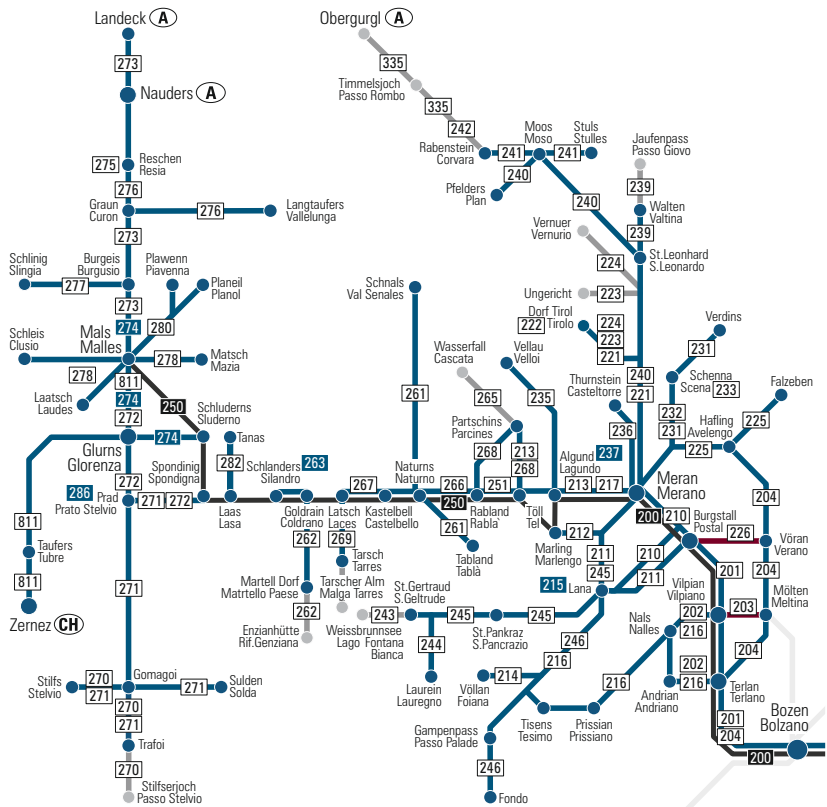 Landeck A
273
Nauders A
275
Reschen
Resia
276
Graun
Curon
276
Langtaufers
Vallelunga
273
Schlinig
Slingia
277
Burgeis
Burgusio
Plawenn
Piavenna
Planeil
Planol
273
274
280
Mals
Malles
Schleis
Clusio
278
Matsch
Mazia
278
811
Laatsch
Laudes
274
250
272
Schluderns
Sluderno
Glurns
Glorenza
274
Tanas
272
Spondinig
Spondigna
282
Schlanders
Silandro
263
286
Prad
Prato Stelvio
271
272
Laas
Lasa
811
Taufers
Tubre
811
Zernez CH
271
Stilfs
Stelvio
270
271
Gomagoi
271
Sulden
Solda
270
271
Trafoi
270
Stilfserjoch
Passo Stelvio
Obergurgl A
335
Timmelsjoch
Passo Rombo
335
242
Rabenstein
Corvara
241
Moos
Moso
241
Stuls
Stulles
240
Pfelders
Plan
240
Jaufenpass
Passo Giovo
239
Walten
Valtina
239
St.Leonhard
S.Leonardo
Vernuer
Vernurio
224
Ungericht
223
Dorf Tirol
Tirolo
222
224
223
221
240
221
Schnals
Val Senales
261
Wasserfall
Cascata
265
Vellau
Velloi
235
Partschins
Parcines
268
213
268
Thurnstein
Casteltorre
236
Verdins
231
Schenna
Scena
233
232
231
Falzeben
225
Hafling
Avelengo
225
204
267
Naturns
Naturno
266
251
Algund
Lagundo
237
213
217
Meran
Merano
Goldrain
Coldrano
Latsch
Laces
Kastelbell
Castelbello
250
Rabland
Rablà
Töll
Tel
262
269
Tarsch
Tarres
261
Tabland
Tablà
212
Marling
Marlengo
200
210
Burgstall
Postal
226
Vöran
Verano
Martell Dorf
Matrtello Paese
Tarscher Alm
Malga Tarres
262
Enzianhütte
Rif.Genziana
211
245
215
Lana
210
211
201
204
Weissbrunnsee
Lago Fontana
Bianca
243
St.Gertraud
S.Geltrude
245
245
St.Pankraz
S.Pancrazio
246
244
Laurein
Lauregno
216
Völlan
Foiana
214
Vilpian
Vilpiano
202
203
Mölten
Meltina
Nals
Nalles
216
204
216
202
216
Andrian
Andriano
Terlan
Terlano
Tisens
Tesimo
Prissian
Prissiano
Gampenpass
Passo Palade
246
Fondo
201
204
200
Bozen
Bolzano